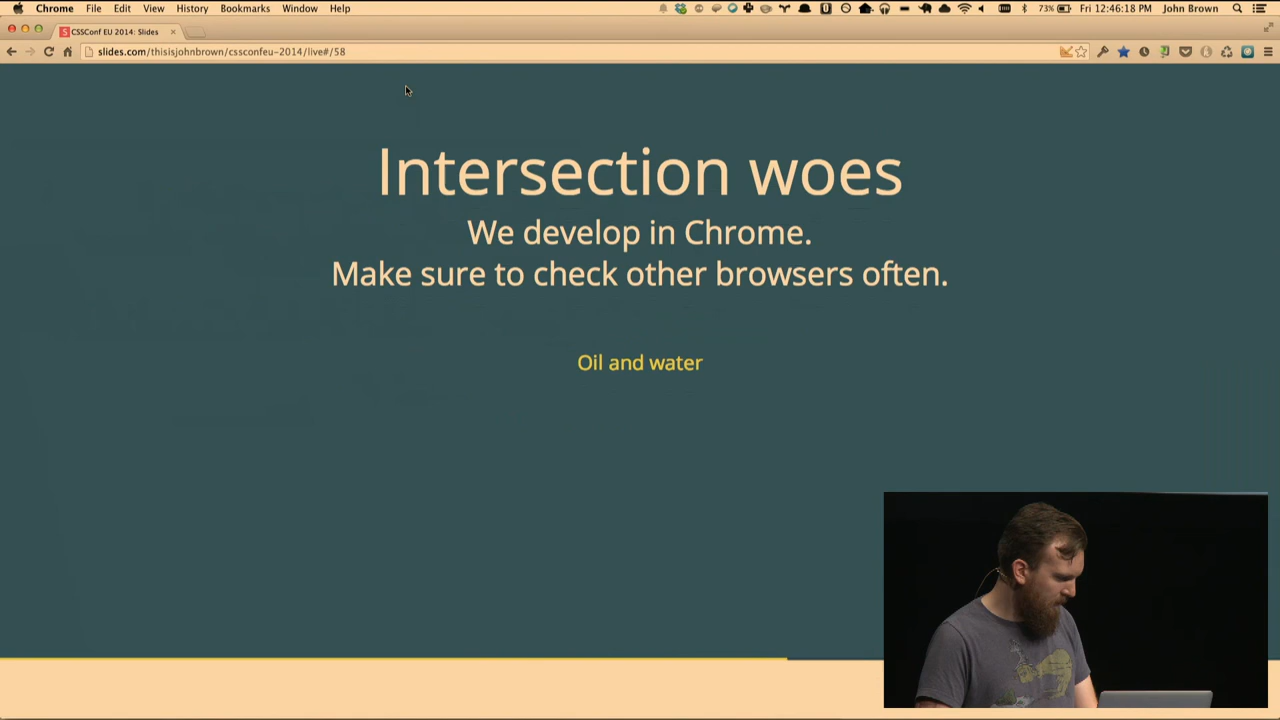 Chrome File Edit View History Bookmarks Window Help 73% Fri 12:46:18 PM John Brown
CSSConf EU 2014: Slides
slides.com/thisisjohnbrown/cssconfeu-2014/live#/58
Intersection woes
We develop in Chrome.
Make sure to check other browsers often.
Oil and water